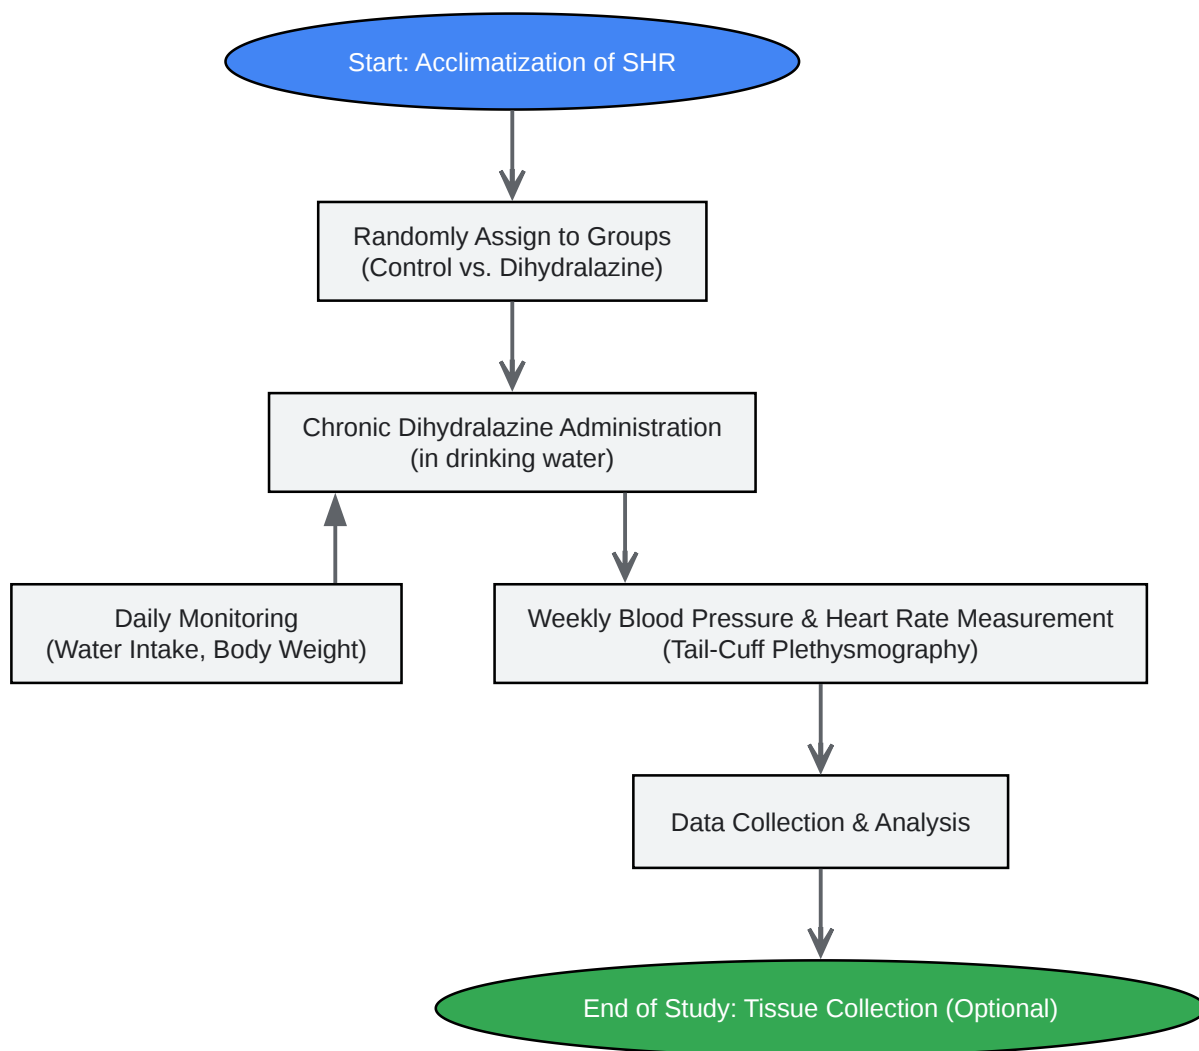 Start: Acclimatization of SHR
Randomly Assign to Groups
(Control vs. Dihydralazine)
Chronic Dihydralazine Administration
(in drinking water)
Daily Monitoring
(Water Intake, Body Weight)
Weekly Blood Pressure & Heart Rate Measurement
(Tail-Cuff Plethysmography)
Data Collection & Analysis
End of Study: Tissue Collection (Optional)